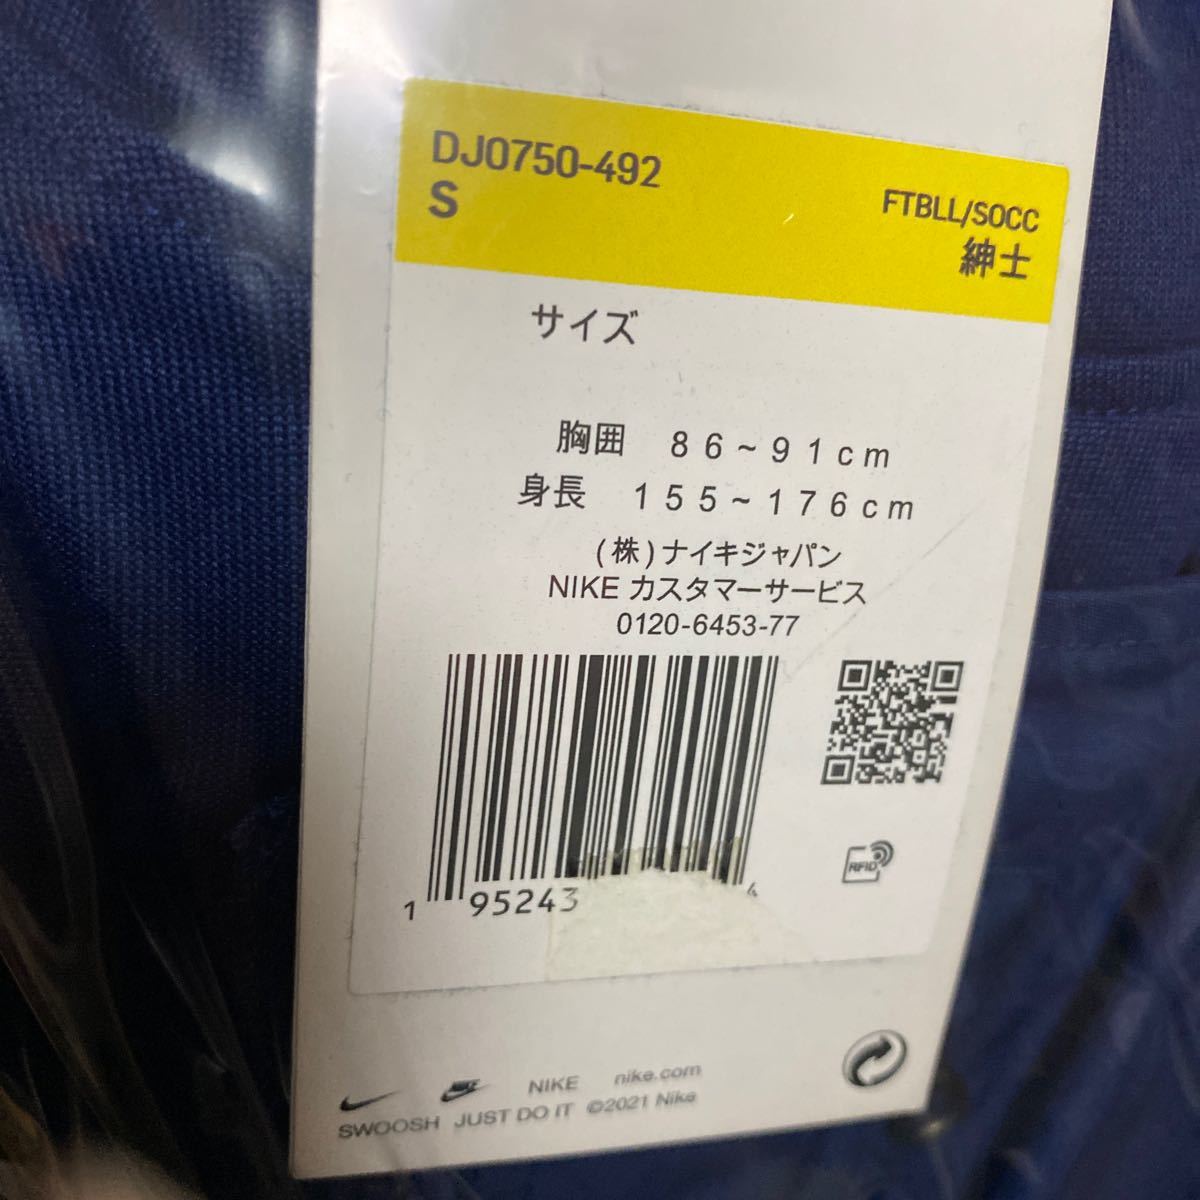 DJ0750-492
S
FTBLL/SOCC
紳士
サイズ
胸囲 86~91cm
身長 155~176cm
(株)ナイキジャパン
NIKE カスタマーサービス
0120-6453-77
1 95243 4
RFID
NIKE nike.com
SWOOSH JUST DO IT ©2021 Nike